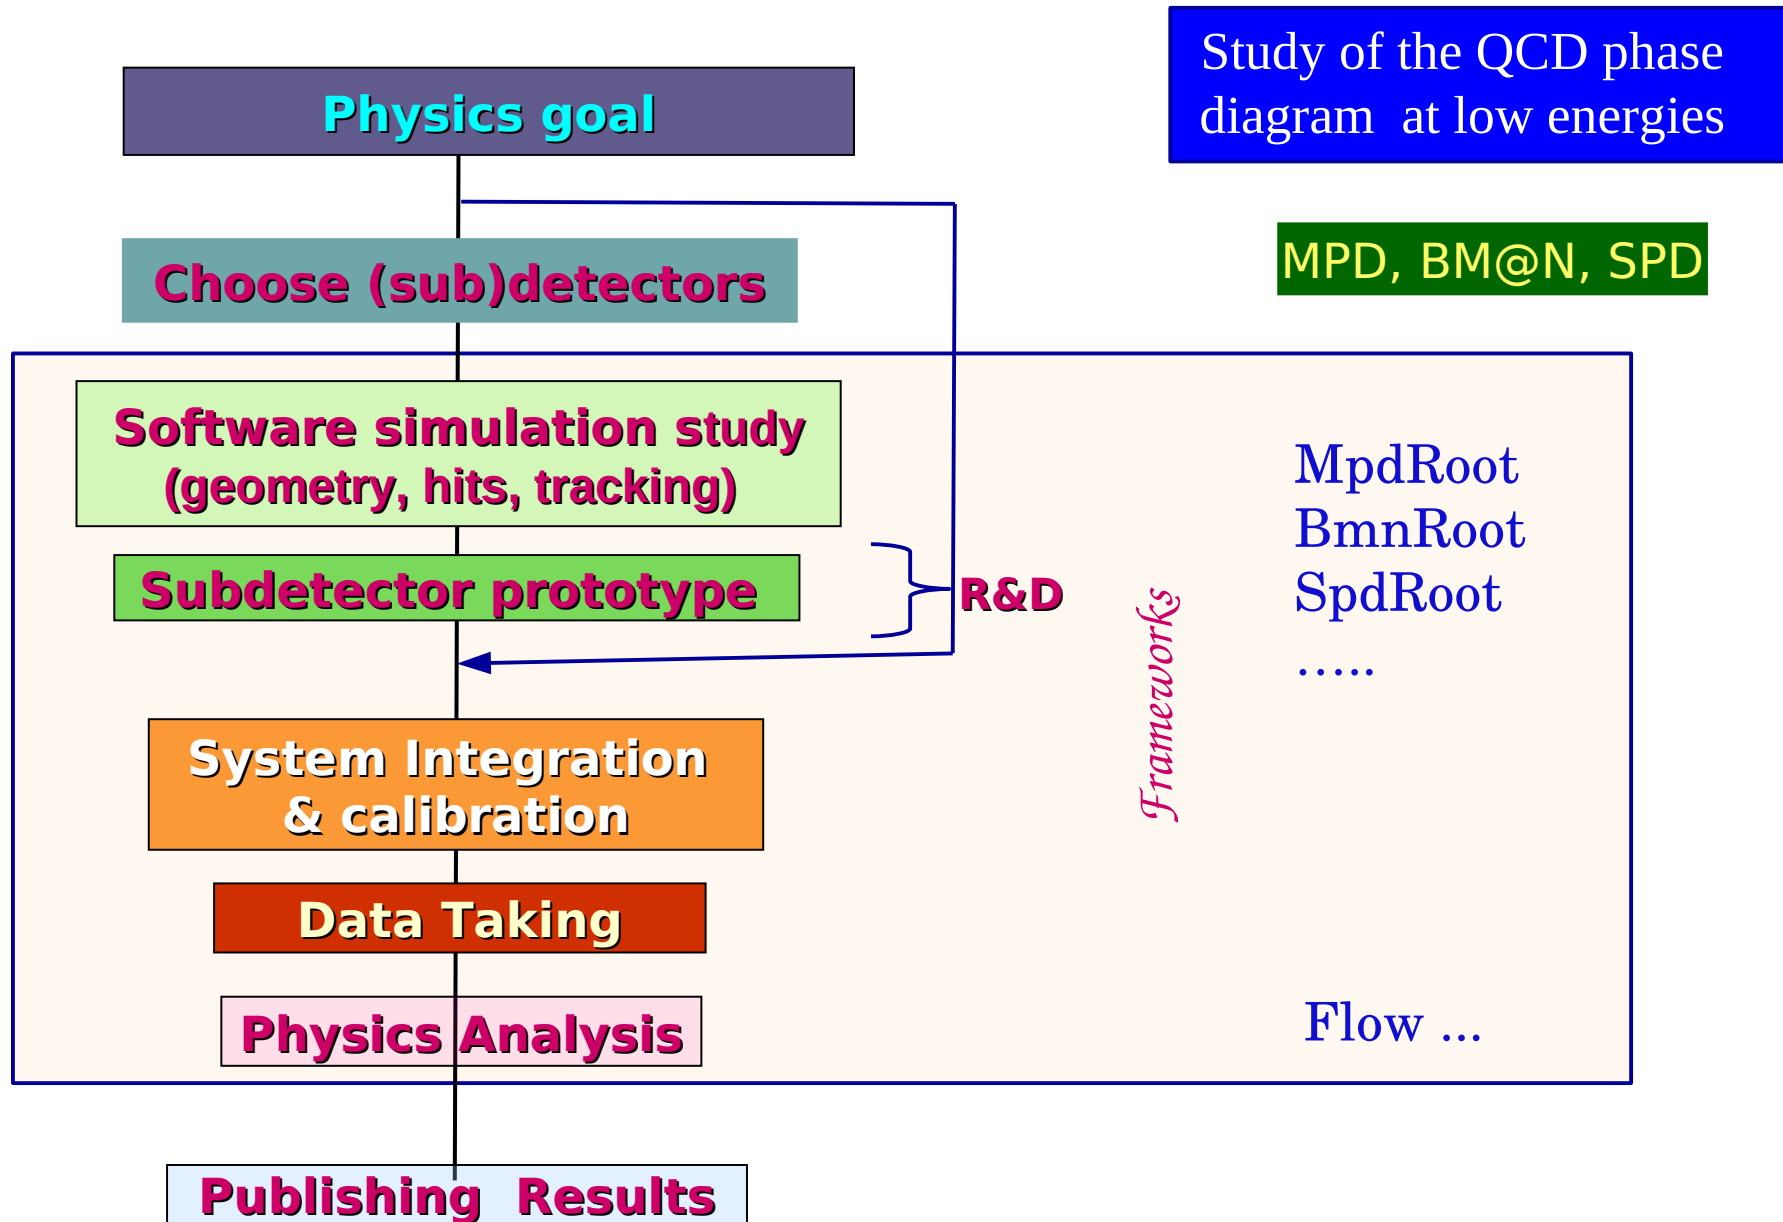 Study of the QCD phase
diagram at low energies
Physics goal
MPD, BM@N, SPD
Choose (sub)detectors
Software simulation study
(geometry, hits, tracking)
MpdRoot
BmnRoot
SpdRoot
.....
Subdetector prototype
R&D
Frameworks
System Integration
& calibration
Data Taking
Physics Analysis
Flow ...
Publishing Results